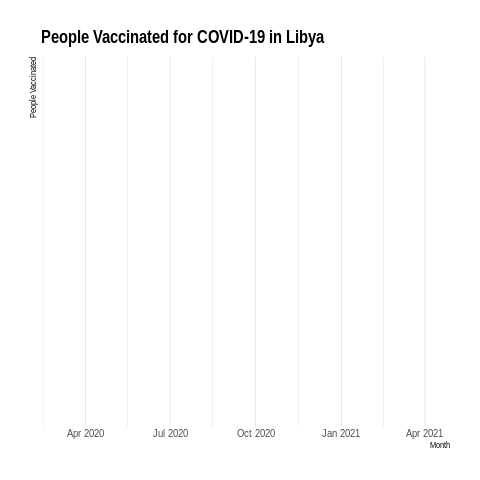 People Vaccinated for COVID-19 in Libya
People Vaccinated
Apr 2020 Jul 2020 Oct 2020 Jan 2021 Apr 2021
Month